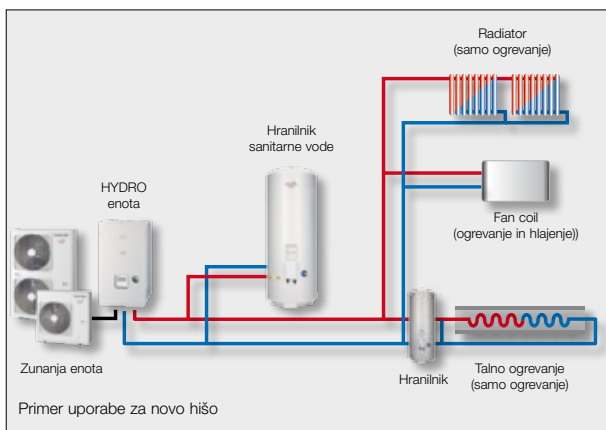 Radiator
(samo ogrevanje)
Hranilnik
sanitarne vode
HYDRO
enota
Fan coil
(ogrevanje in hlajenje))
Zunanja enota
Hranilnik
Talno ogrevanje
(samo ogrevanje)
Primer uporabe za novo hišo